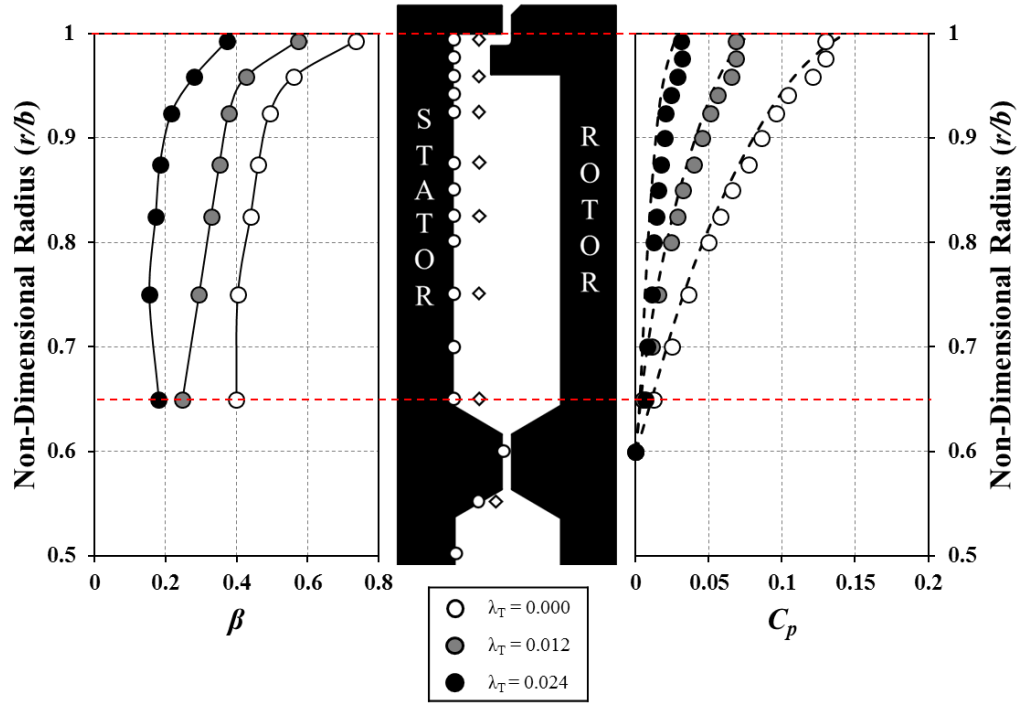 Non-Dimensional Radius (r/b)
1
0.9
0.8
0.7
0.6
0.5
0
0.2
0.4
0.6
0.8
β
STATOR
ROTOR
1
0.9
0.8
0.7
0.6
0.5
0
0.05
0.1
0.15
0.2
Cp
Non-Dimensional Radius (r/b)
λT = 0.000
λT = 0.012
λT = 0.024